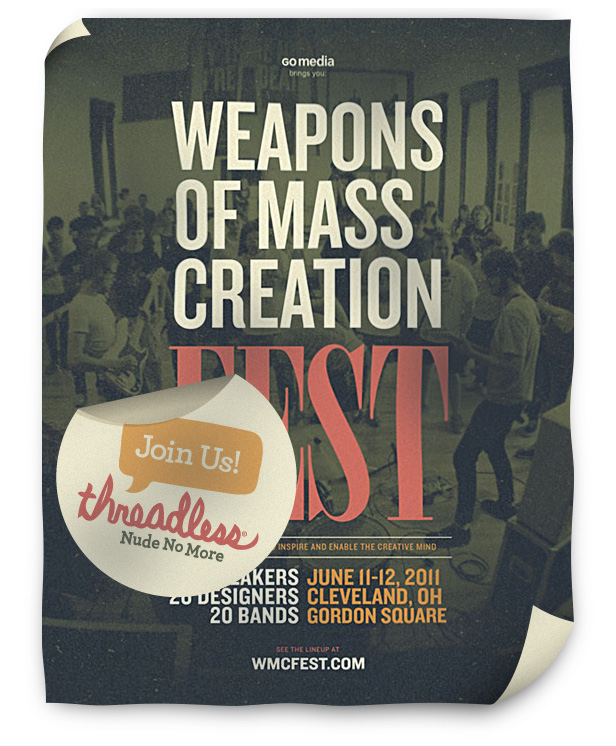 GO media
brings you:
WEAPONS
OF MASS
CREATION
FEST
Join Us!
threadless®
Nude No More
INSPIRE AND ENABLE THE CREATIVE MIND
EAKERS JUNE 11-12, 2011
20 DESIGNERS CLEVELAND, OH
20 BANDS GORDON SQUARE
SEE THE LINEUP AT
WMCFEST.COM